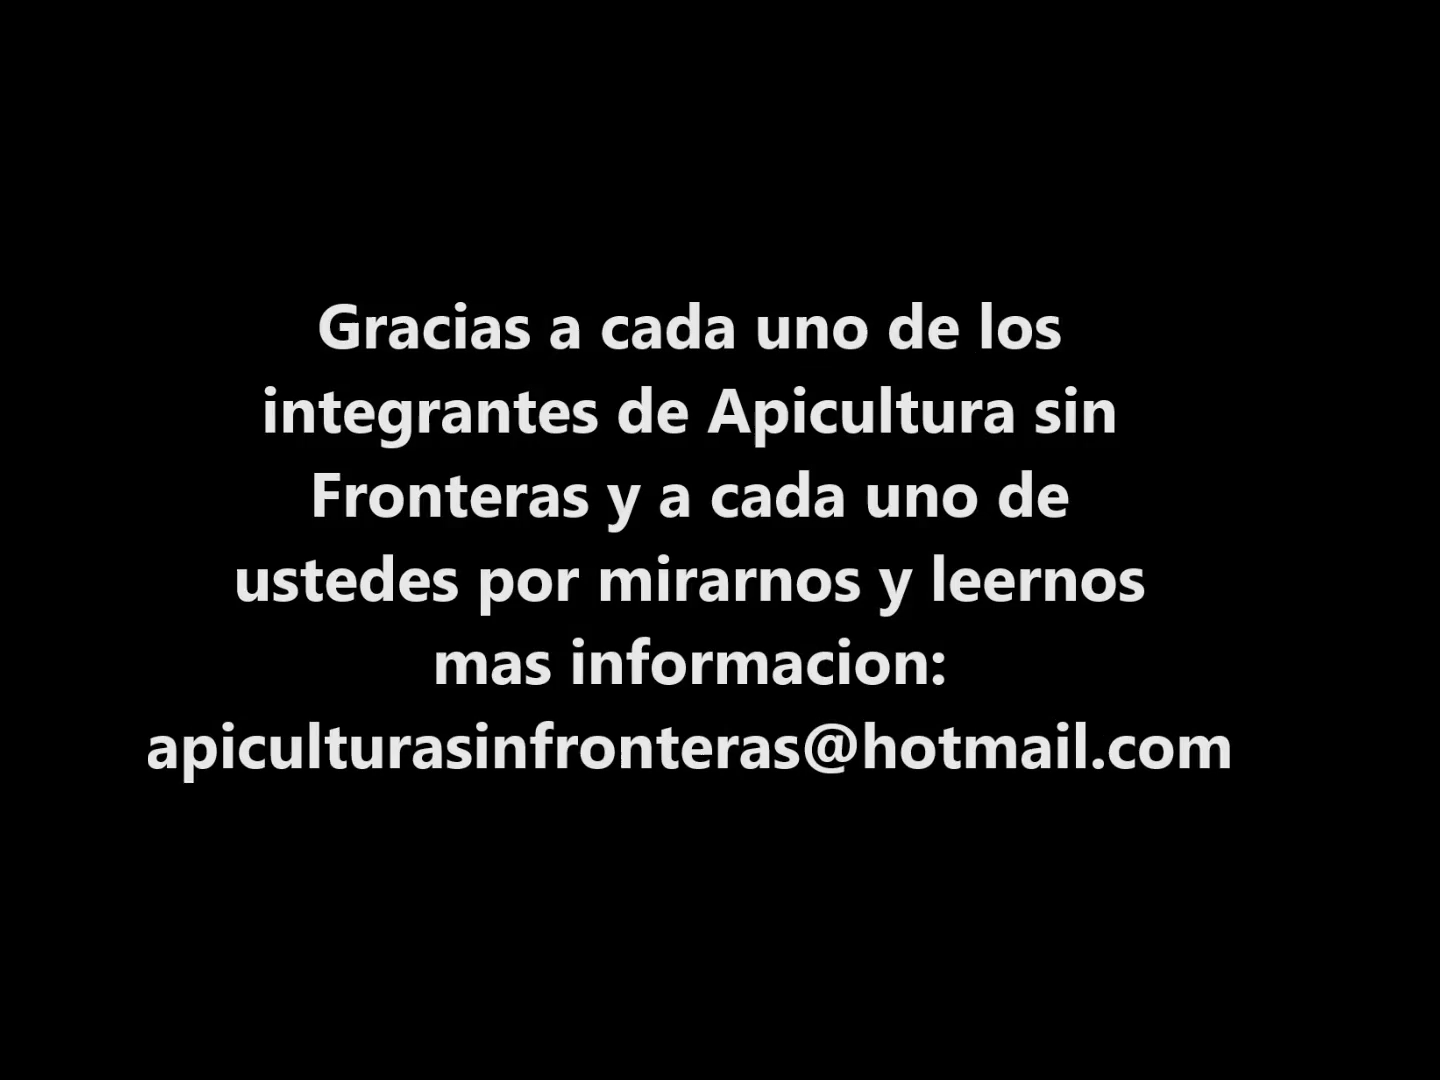 Gracias a cada uno de los
integrantes de Apicultura sin
Fronteras y a cada uno de
ustedes por mirarnos y leernos
mas informacion:
apiculturasinfronteras@hotmail.com